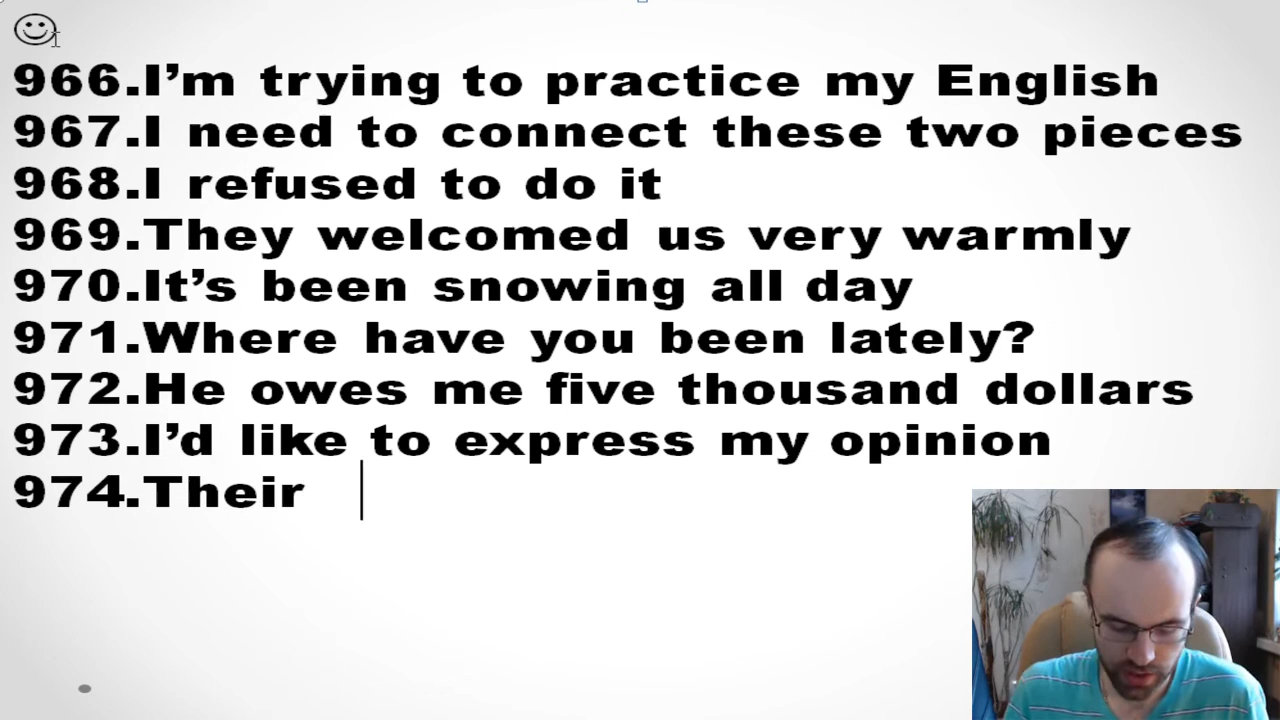 966.I'm trying to practice my English
967.I need to connect these two pieces
968.I refused to do it
969.They welcomed us very warmly
970.It's been snowing all day
971.Where have you been lately?
972.He owes me five thousand dollars
973.I'd like to express my opinion
974.Their